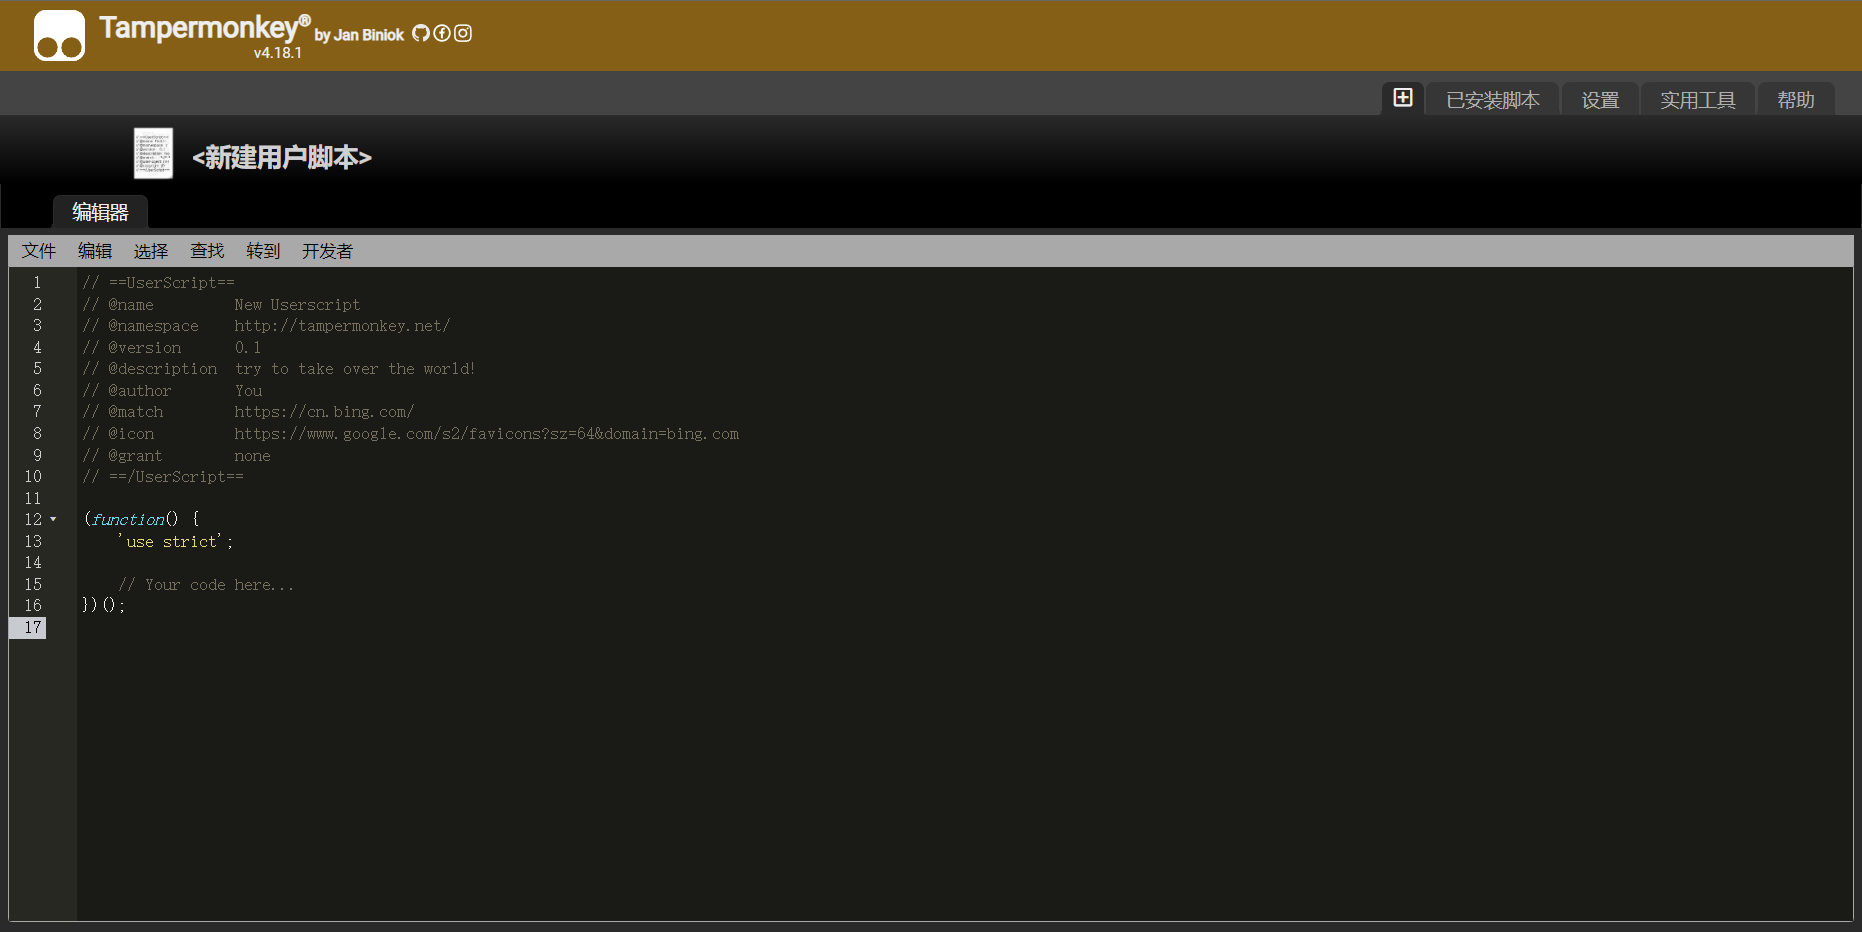 Tampermonkey® by Jan Biniok
v4.18.1
已安装脚本 设置 实用工具 帮助
<新建用户脚本>
编辑器
文件 编辑 选择 查找 转到 开发者
1 // ==UserScript==
2 // @name         New Userscript
3 // @namespace    http://tampermonkey.net/
4 // @version      0.1
5 // @description  try to take over the world!
6 // @author       You
7 // @match        https://cn.bing.com/
8 // @icon         https://www.google.com/s2/favicons?sz=64&domain=bing.com
9 // @grant        none
10 // ==/UserScript==
11
12 (function() {
13     'use strict';
14
15     // Your code here...
16 })();
17